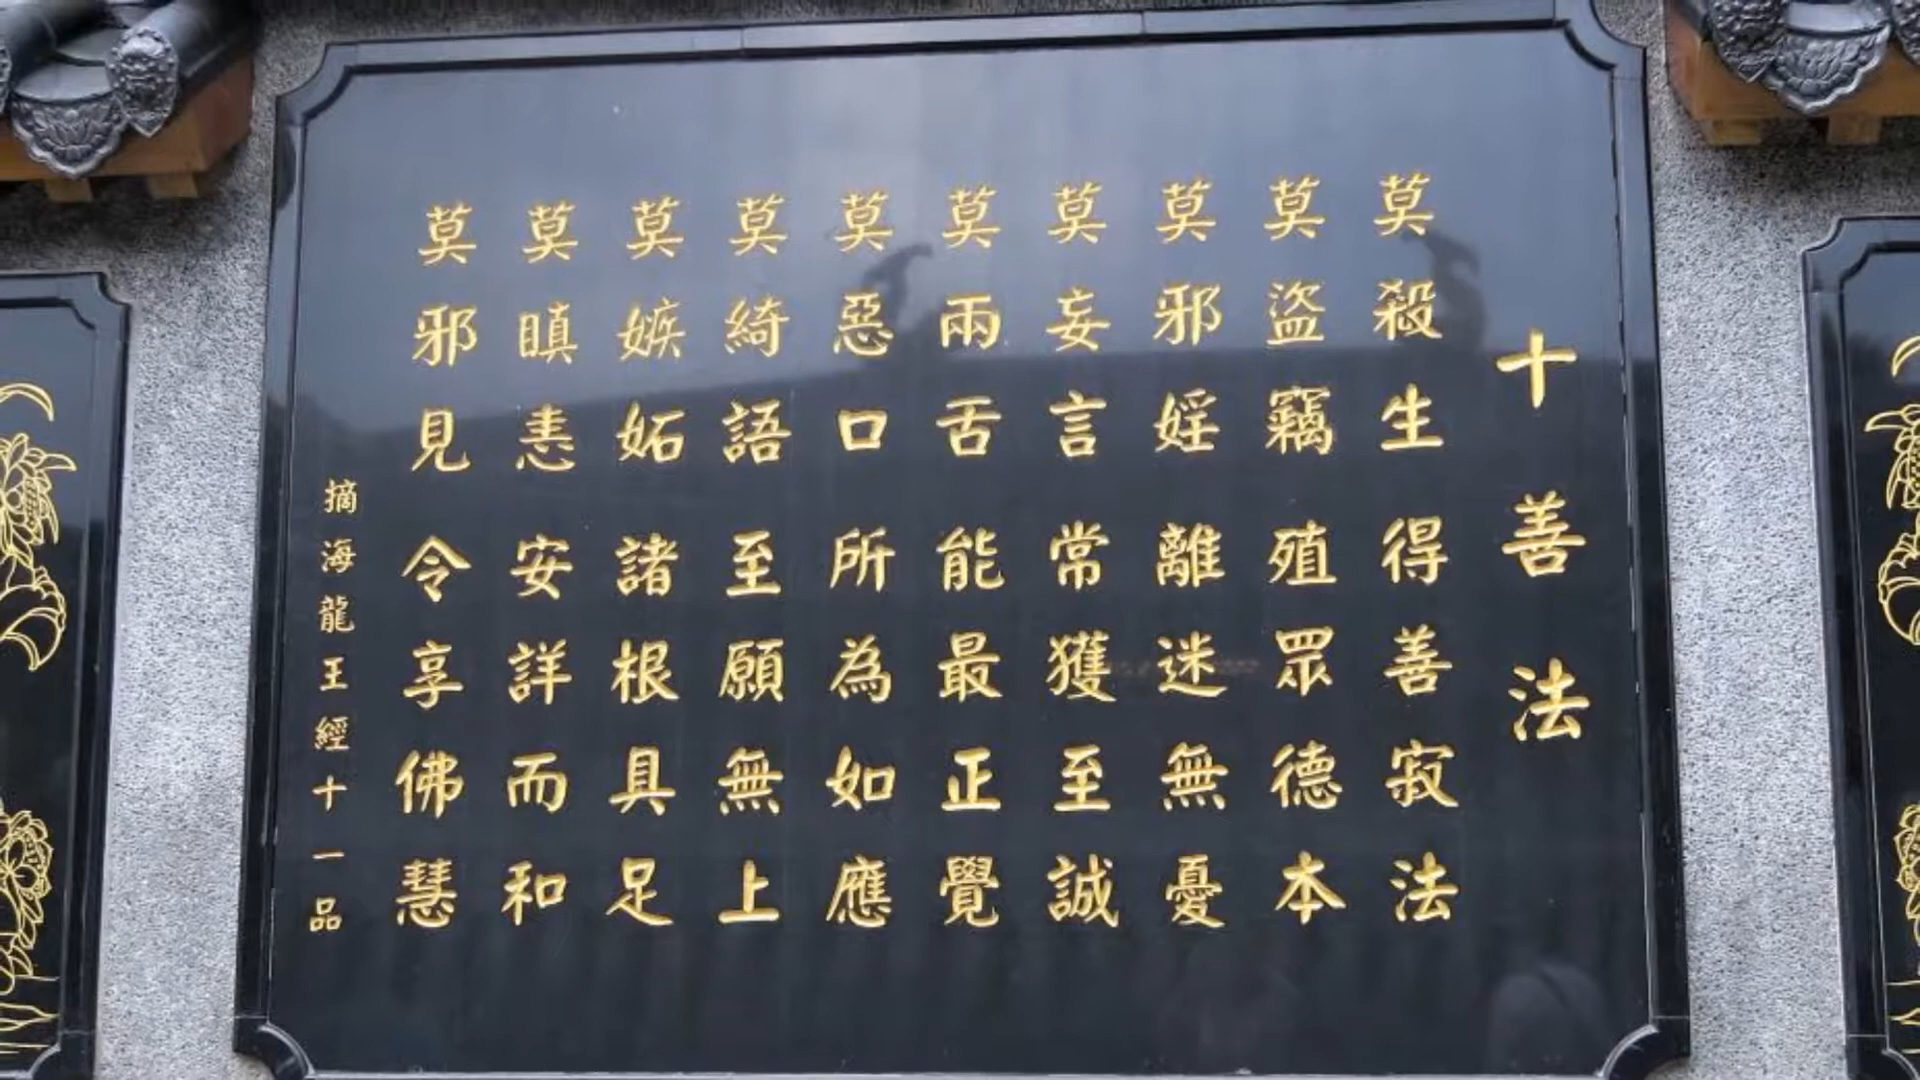 十善法
莫殺生得善寂法
莫盜竊殖眾德本
莫邪婬離迷無憂
莫妄言常獲至誠
莫兩舌能最正覺
莫惡口所為如應
莫綺語至願無上
莫嫉妬諸根具足
莫瞋恚安詳而和
莫邪見令享佛慧
摘海龍王經十一品